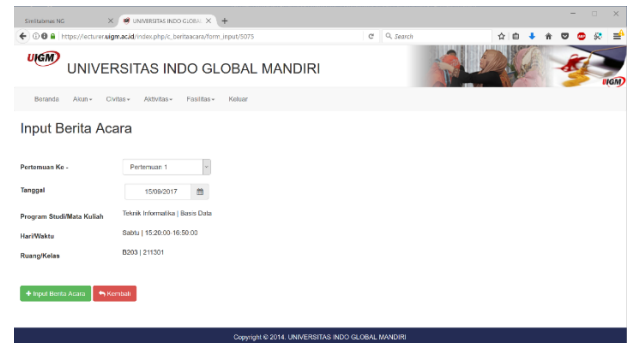 Similitabmas NG
UNIVERSITAS INDO GLOBAL
https://lecturer.uigm.ac.id/index.php/c_beritaacara/form_input/5075
Search
UIGM
UNIVERSITAS INDO GLOBAL MANDIRI
UIGM
Beranda Akun Civitas Aktivitas Fasilitas Keluar
Input Berita Acara
Pertemuan Ke - Pertemuan 1
Tanggal 15/09/2017
Program Studi/Mata Kuliah Teknik Informatika | Basis Data
Hari/Waktu Sabtu | 15:20:00-16:50:00
Ruang/Kelas B203 | 211301
Input Berita Acara Kembali
Copyright © 2014. UNIVERSITAS INDO GLOBAL MANDIRI